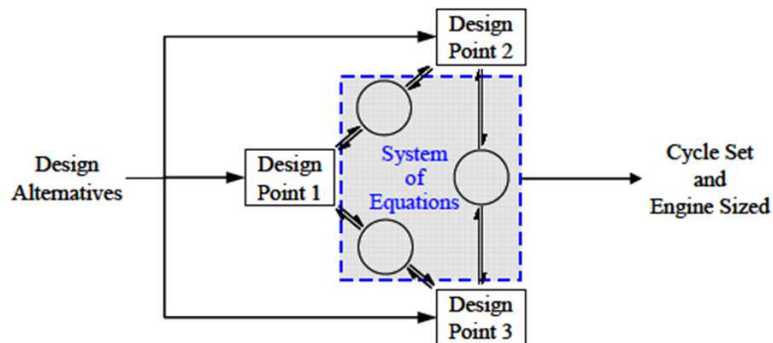 Design
Point 2
Design
Alternatives
Design
Point 1
System
of
Equations
Cycle Set
and
Engine Sized
Design
Point 3